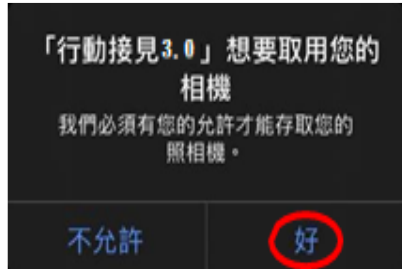 「行動接見3.0」想要取用您的
相機
我們必須有您的允許才能存取您的
照相機。
不允許
好